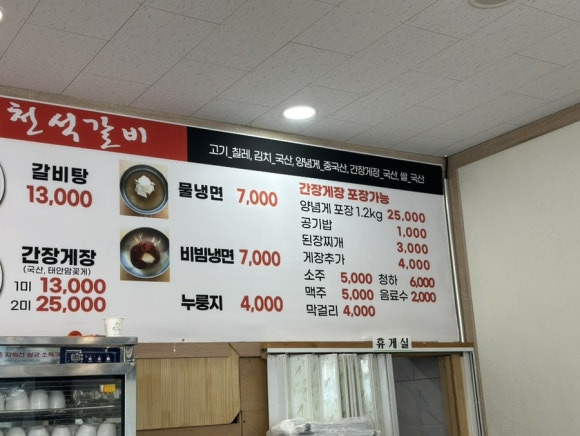 천석갈비
고기_칠레, 김치_국산, 양념게_중국산, 간장게장_국산, 쌀_국산
갈비탕
13,000
간장게장
(국산, 태안암꽃게)
1미 13,000
2미 25,000
물냉면 7,000
비빔냉면 7,000
누룽지 4,000
간장게장 포장가능
양념게 포장 1.2kg 25,000
공기밥 1,000
된장찌개 3,000
게장추가 4,000
소주 5,000 청하 6,000
맥주 5,000 음료수 2,000
막걸리 4,000
휴게실